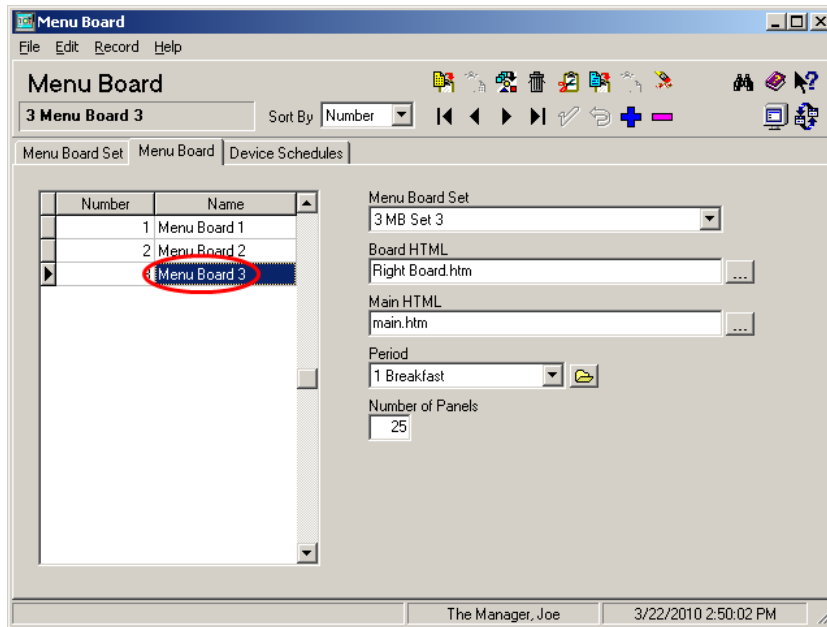 Menu Board
File Edit Record Help
Menu Board
3 Menu Board 3
Sort By Number
Menu Board Set Menu Board Device Schedules
Number Name
1 Menu Board 1
2 Menu Board 2
3 Menu Board 3
Menu Board Set
3 MB Set 3
Board HTML
Right Board.htm
...
Main HTML
main.htm
...
Period
1 Breakfast
Number of Panels
25
The Manager, Joe 3/22/2010 2:50:02 PM